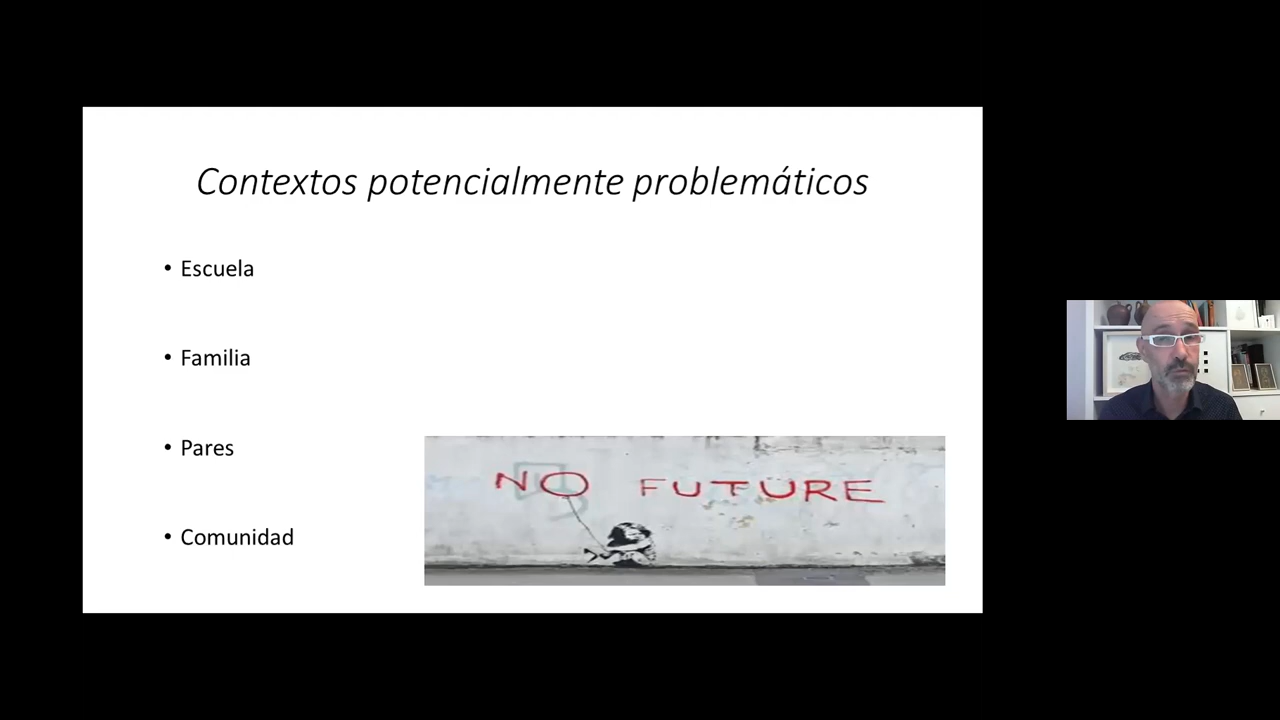 Contextos potencialmente problemáticos
• Escuela
• Familia
• Pares
• Comunidad
NO FUTURE